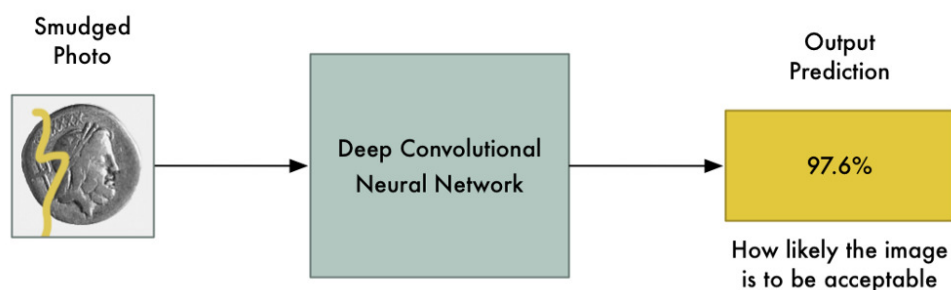 Smudged
Photo
Deep Convolutional
Neural Network
Output
Prediction
97.6%
How likely the image
is to be acceptable